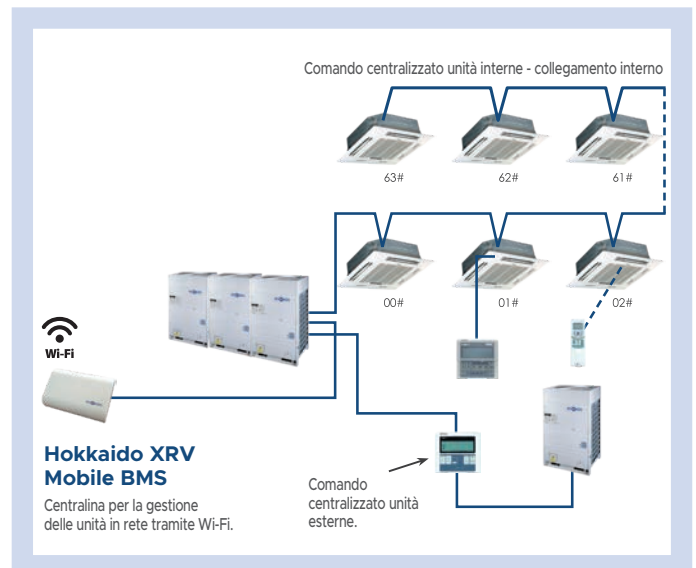 Comando centralizzato unità interne - collegamento interno
63#
62#
61#
00#
01#
02#
Wi-Fi
Hokkaido XRV
Mobile BMS
Centralina per la gestione
delle unità in rete tramite Wi-Fi.
Comando
centralizzato unità
esterne.